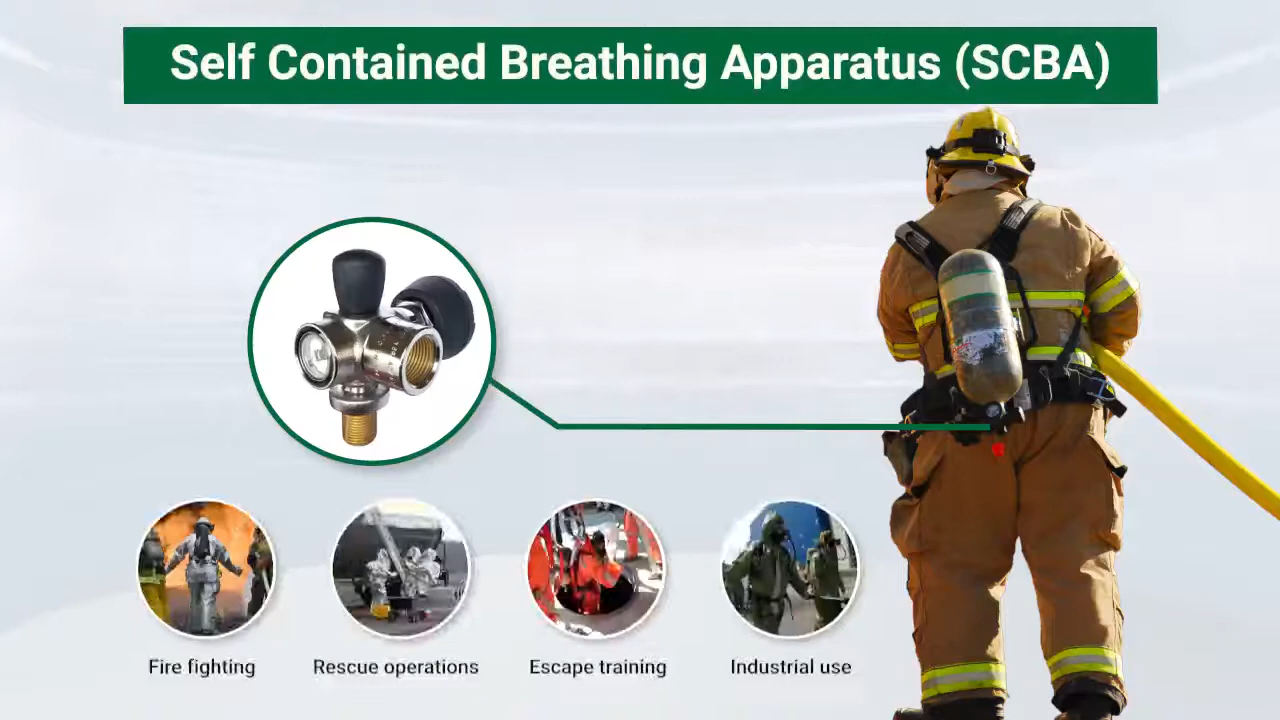 Self Contained Breathing Apparatus (SCBA)
Fire fighting
Rescue operations
Escape training
Industrial use